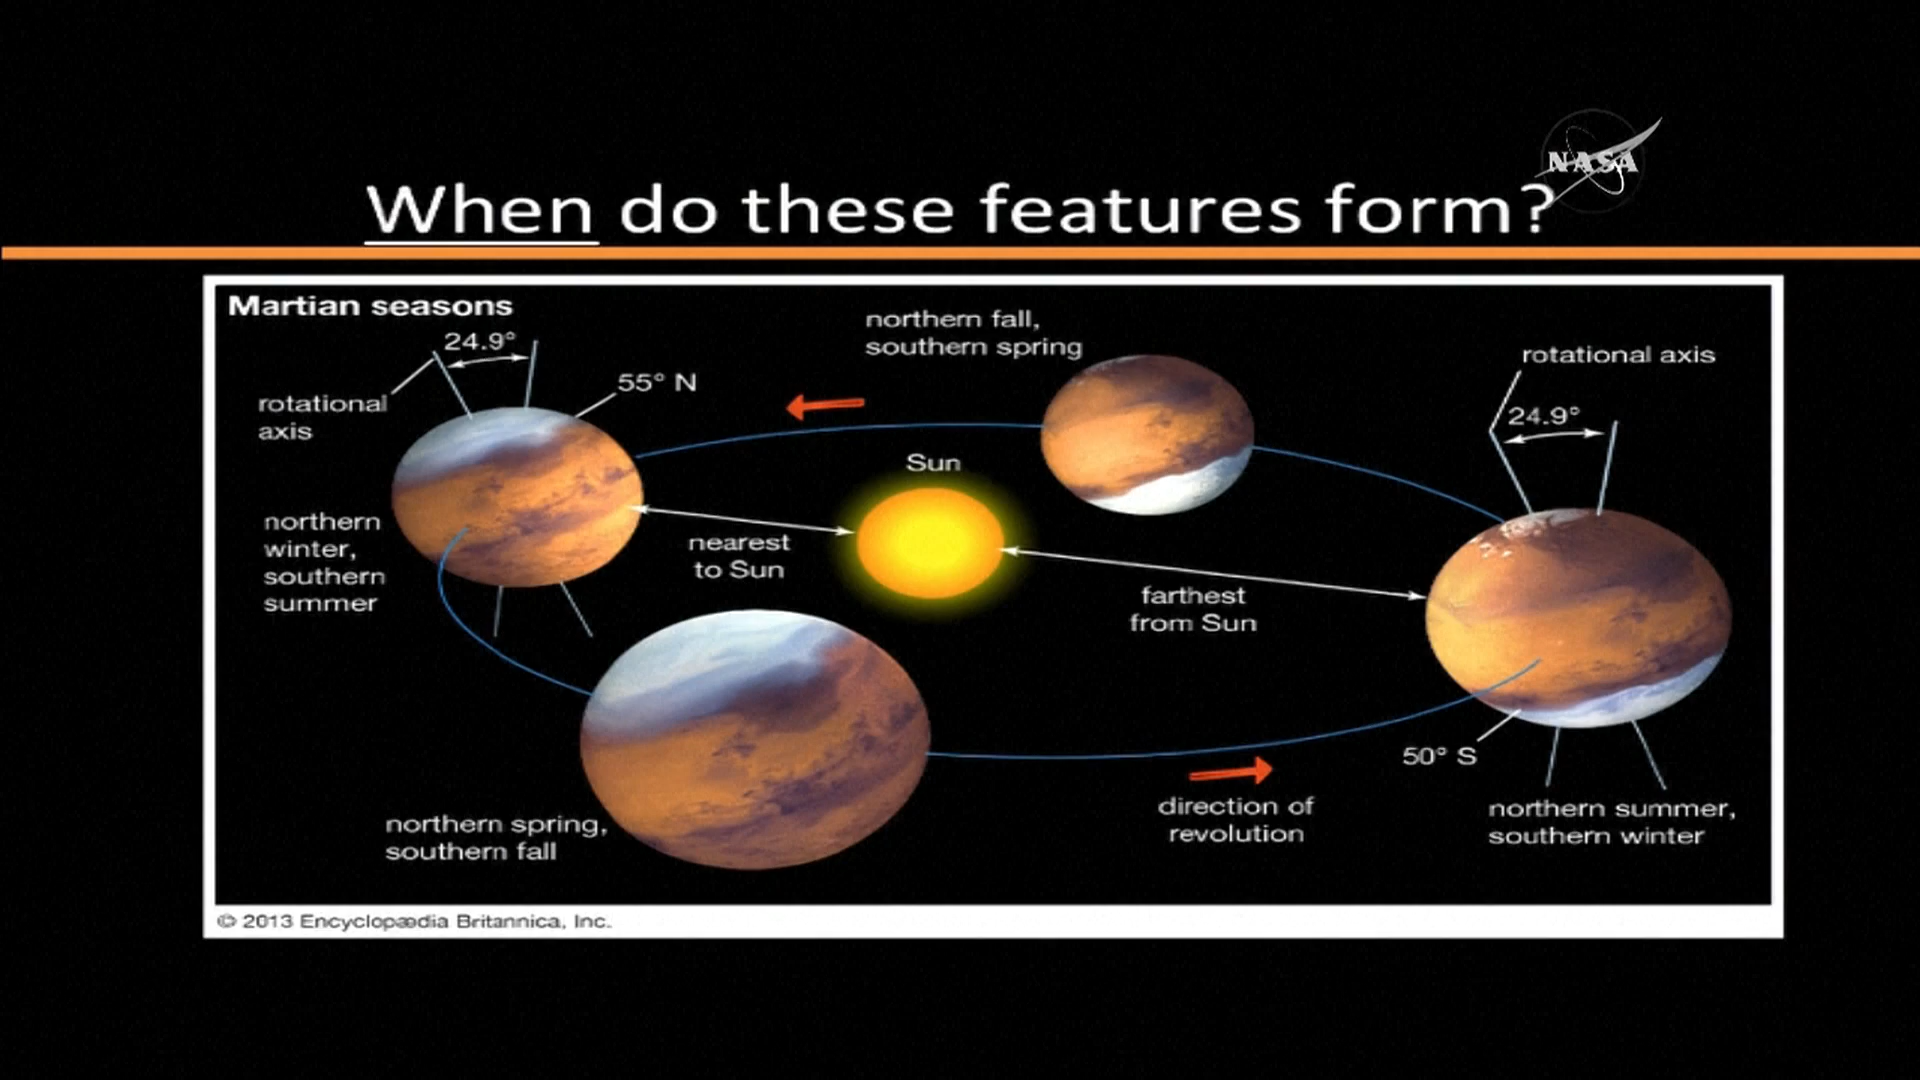 NASA
When do these features form?
Martian seasons
24.9°
rotational
axis
55° N
northern
winter,
southern
summer
northern fall,
southern spring
Sun
nearest
to Sun
farthest
from Sun
rotational axis
24.9°
50° S
northern summer,
southern winter
direction of
revolution
northern spring,
southern fall
© 2013 Encyclopædia Britannica, Inc.